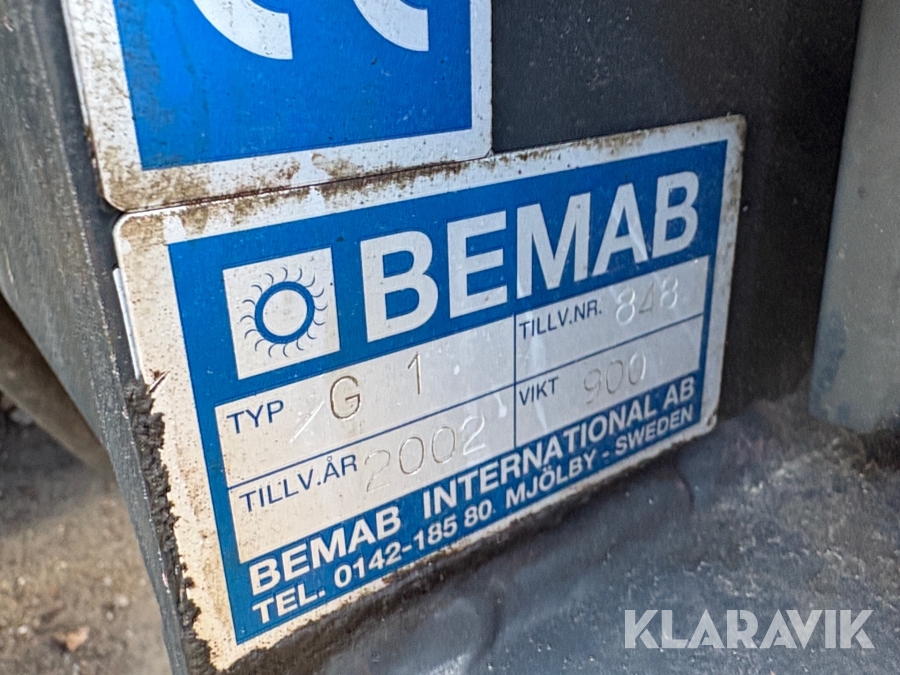 BEMAB
TYP G 1
TILLV.NR. 848
TILLV.ÅR 2002
VIKT 900
BEMAB INTERNATIONAL AB
TEL. 0142-185 80. MJÖLBY - SWEDEN
KLARAVIK